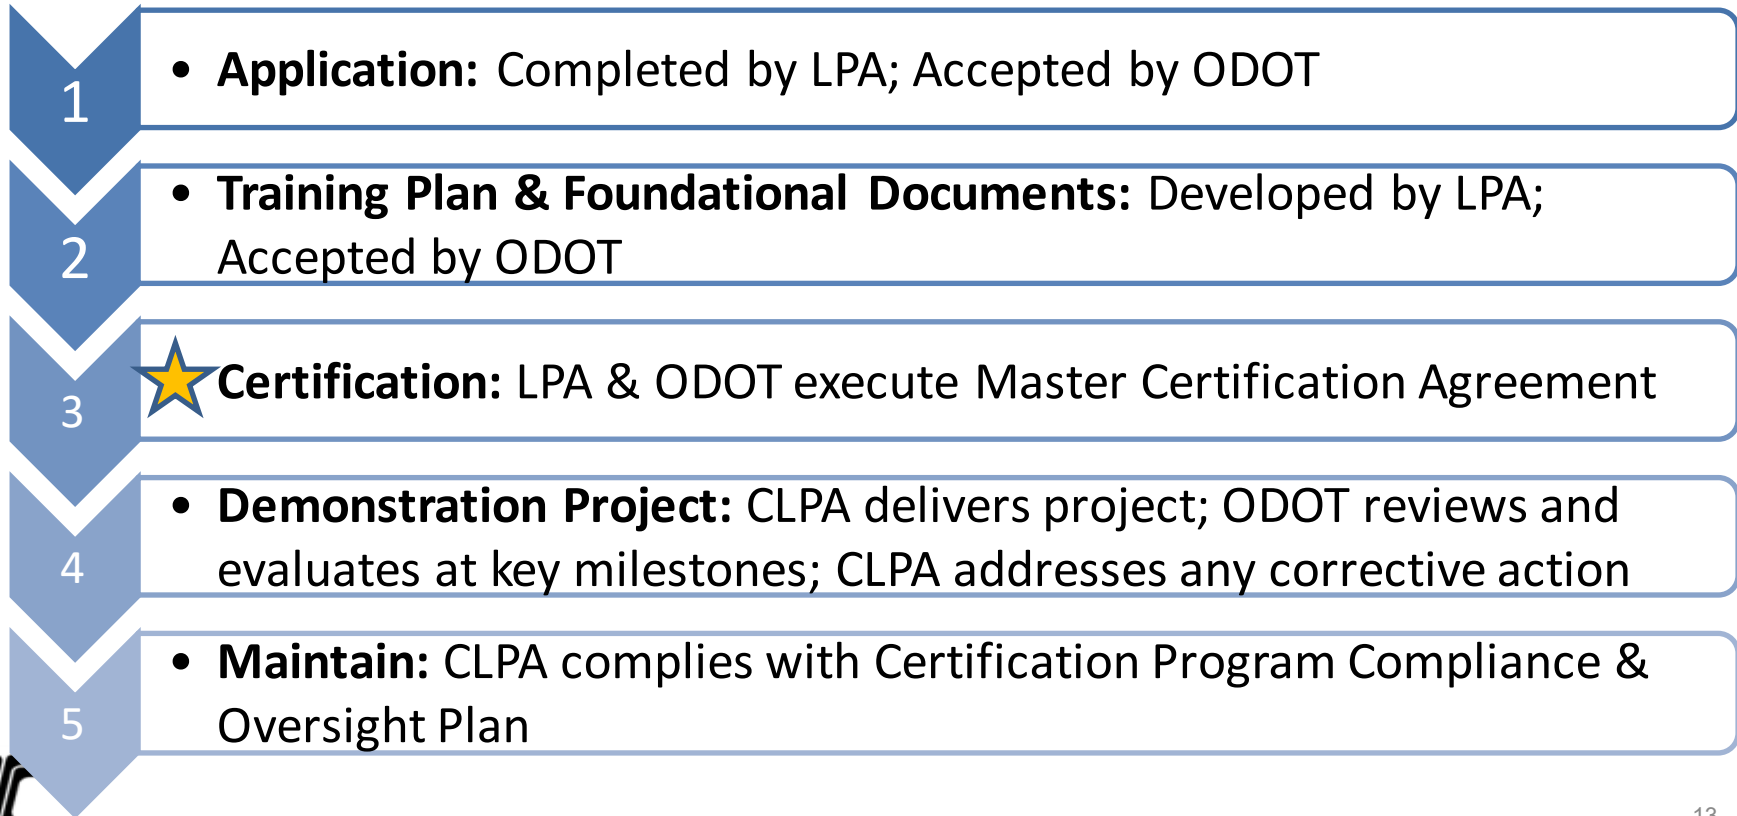 1
• Application: Completed by LPA; Accepted by ODOT
2
• Training Plan & Foundational Documents: Developed by LPA;
Accepted by ODOT
3
Certification: LPA & ODOT execute Master Certification Agreement
4
• Demonstration Project: CLPA delivers project; ODOT reviews and
evaluates at key milestones; CLPA addresses any corrective action
5
• Maintain: CLPA complies with Certification Program Compliance &
Oversight Plan
13